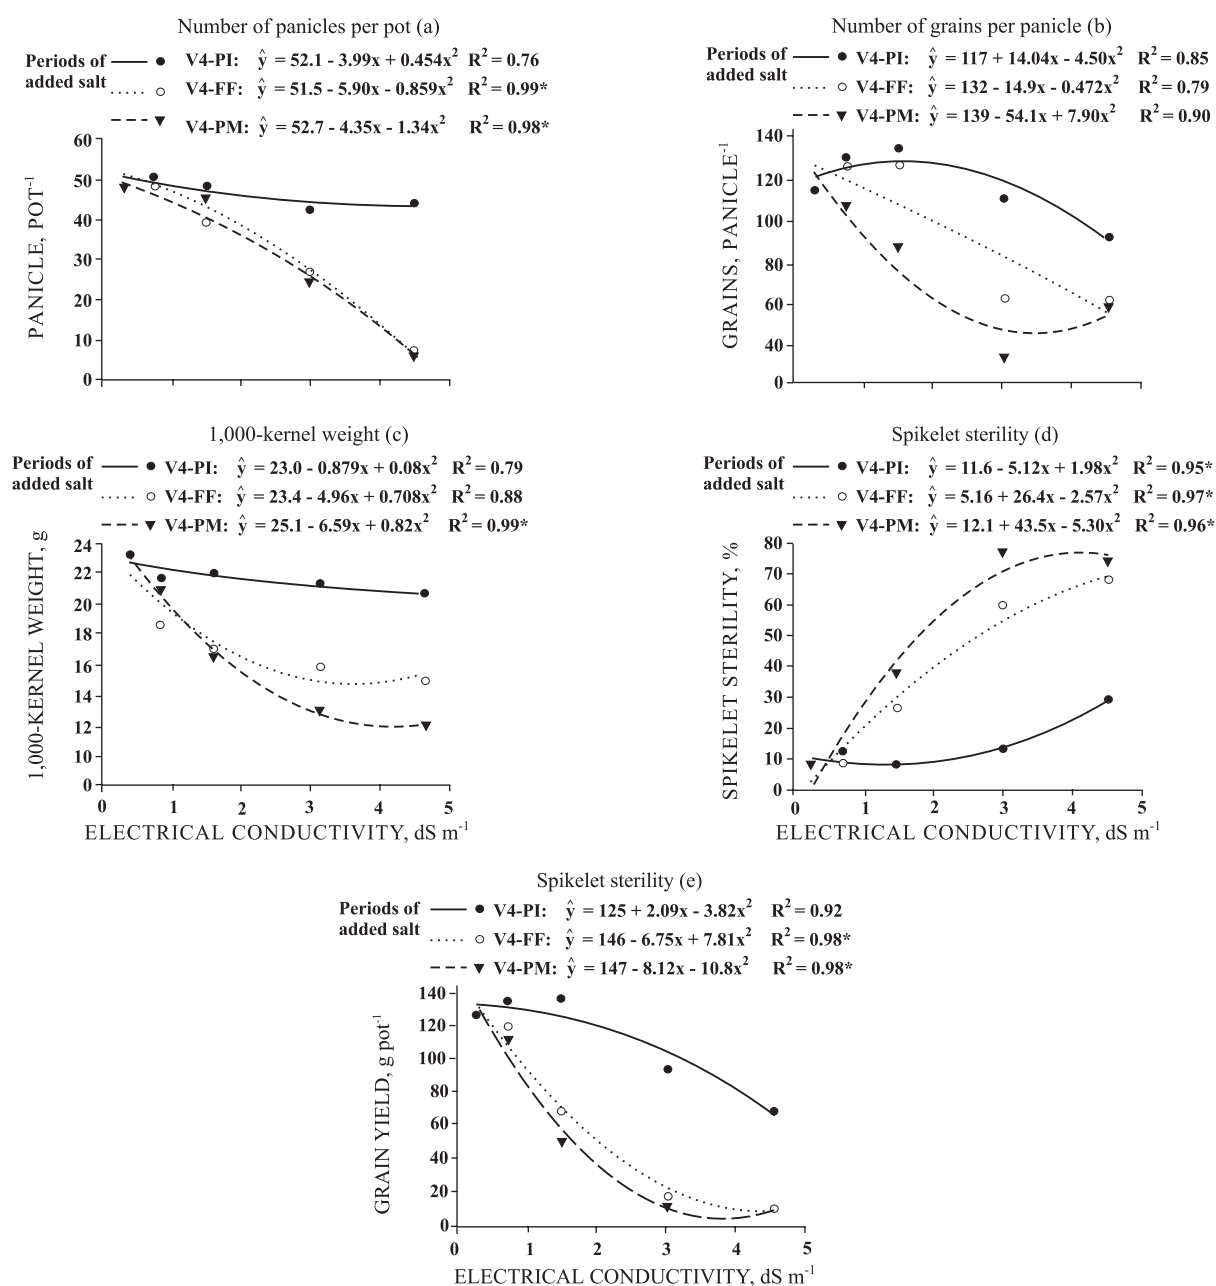 Number of panicles per pot (a)
Periods of added salt
V4-PI: ŷ = 52.1 - 3.99x + 0.454x² R² = 0.76
V4-FF: ŷ = 51.5 - 5.90x - 0.859x² R² = 0.99*
V4-PM: ŷ = 52.7 - 4.35x - 1.34x² R² = 0.98*
PANICLE, POT⁻¹
60
50
40
30
20
10
0
Number of grains per panicle (b)
Periods of added salt
V4-PI: ŷ = 117 + 14.04x - 4.50x² R² = 0.85
V4-FF: ŷ = 132 - 14.9x - 0.472x² R² = 0.79
V4-PM: ŷ = 139 - 54.1x + 7.90x² R² = 0.90
GRAINS, PANICLE⁻¹
140
120
100
80
60
40
0
1,000-kernel weight (c)
Periods of added salt
V4-PI: ŷ = 23.0 - 0.879x + 0.08x² R² = 0.79
V4-FF: ŷ = 23.4 - 4.96x + 0.708x² R² = 0.88
V4-PM: ŷ = 25.1 - 6.59x + 0.82x² R² = 0.99*
1,000-KERNEL WEIGHT, g
24
22
20
18
16
14
12
10
0
0 1 2 3 4 5
ELECTRICAL CONDUCTIVITY, dS m⁻¹
Spikelet sterility (d)
Periods of added salt
V4-PI: ŷ = 11.6 - 5.12x + 1.98x² R² = 0.95*
V4-FF: ŷ = 5.16 + 26.4x - 2.57x² R² = 0.97*
V4-PM: ŷ = 12.1 + 43.5x - 5.30x² R² = 0.96*
SPIKELET STERILITY, %
80
70
60
50
40
30
20
10
0
0 1 2 3 4 5
ELECTRICAL CONDUCTIVITY, dS m⁻¹
Spikelet sterility (e)
Periods of added salt
V4-PI: ŷ = 125 + 2.09x - 3.82x² R² = 0.92
V4-FF: ŷ = 146 - 6.75x + 7.81x² R² = 0.98*
V4-PM: ŷ = 147 - 8.12x - 10.8x² R² = 0.98*
GRAIN YIELD, g pot⁻¹
140
120
100
80
60
40
20
0
0 1 2 3 4 5
ELECTRICAL CONDUCTIVITY, dS m⁻¹